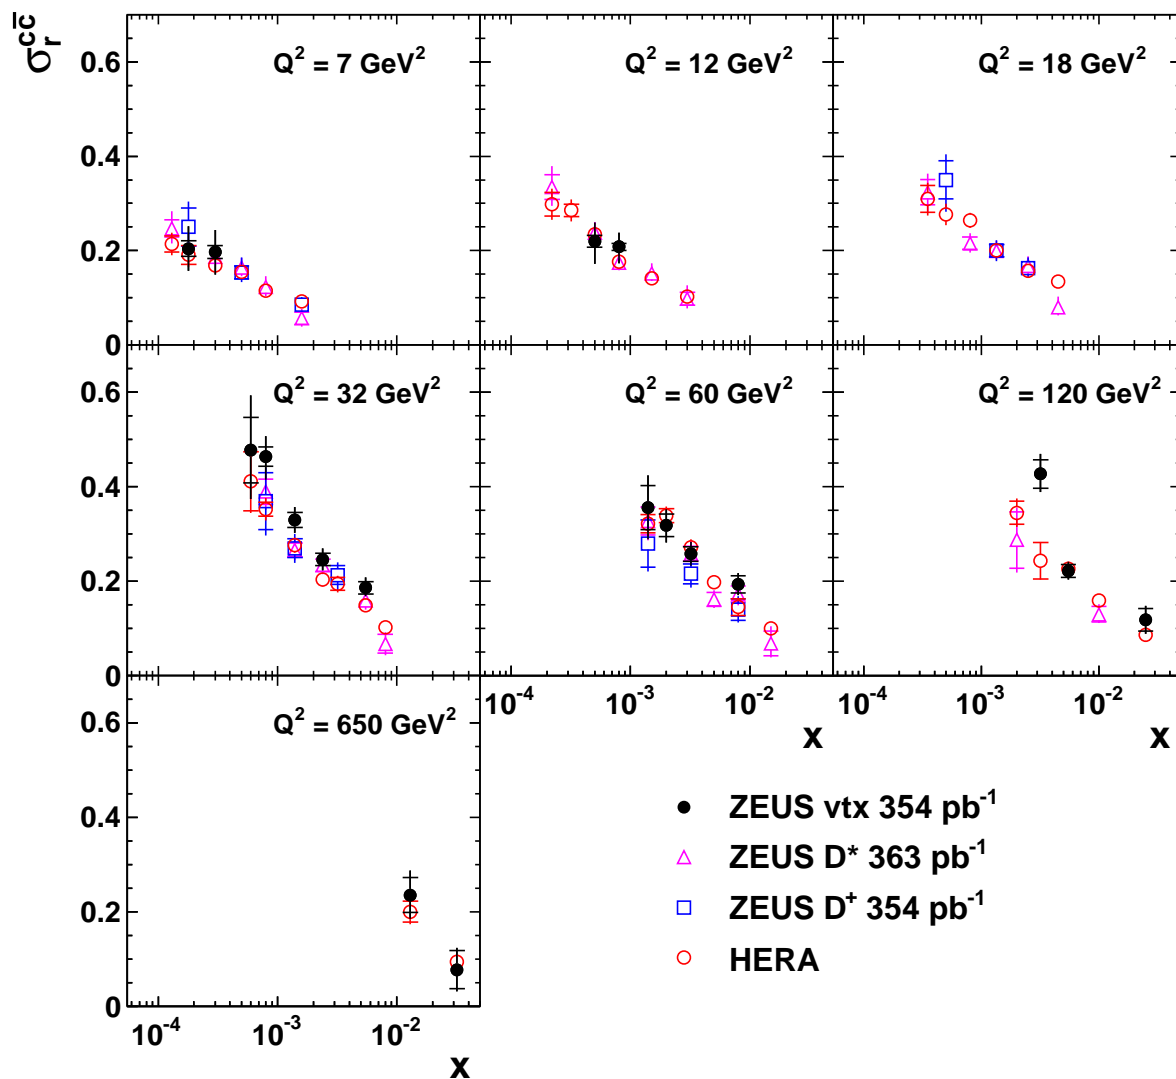 σ_r^{cc̄}
Q² = 7 GeV²
Q² = 12 GeV²
Q² = 18 GeV²
0.6
0.4
0.2
0
Q² = 32 GeV²
Q² = 60 GeV²
Q² = 120 GeV²
0.6
0.4
0.2
0
10⁻⁴ 10⁻³ 10⁻² 10⁻⁴ 10⁻³ 10⁻²
x x
Q² = 650 GeV²
0.6
0.4
0.2
0
10⁻⁴ 10⁻³ 10⁻²
x
ZEUS vtx 354 pb⁻¹
ZEUS D* 363 pb⁻¹
ZEUS D⁺ 354 pb⁻¹
HERA